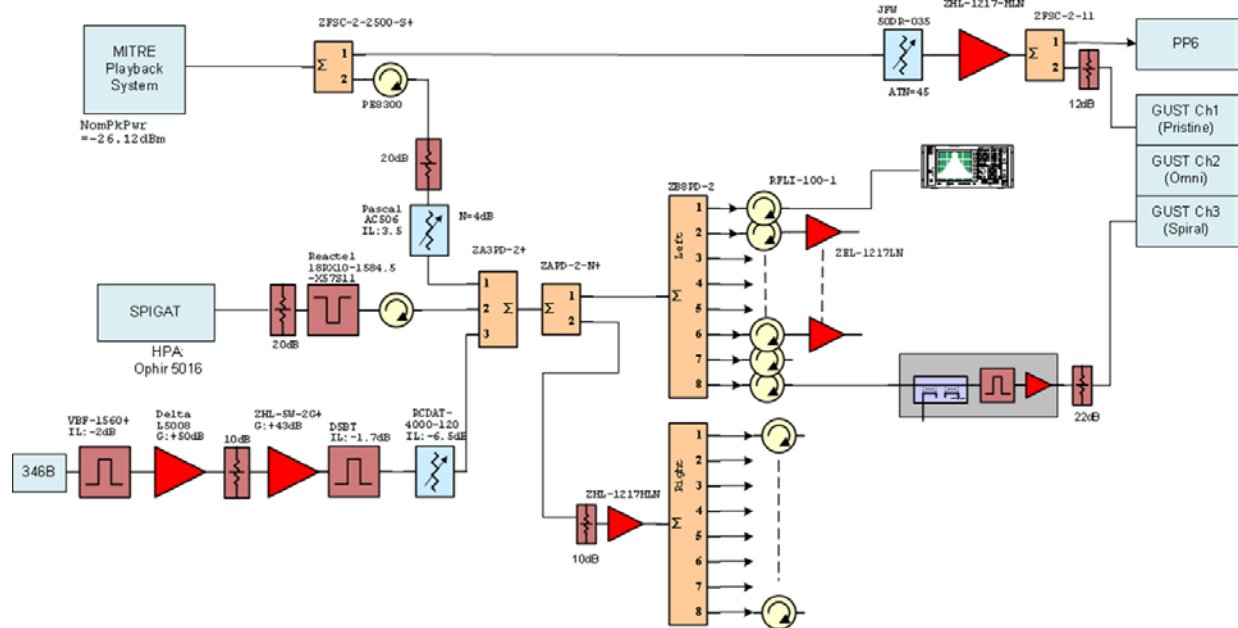 ZFSC-2-2500-S+
JFW
50DR-035
ZHL-1217-MLN
ZFSC-2-11
MITRE
Playback
System
Σ
1
2
ATN=45
Σ
1
2
PP6
PE8300
12dB
NomPkPwr
=-26.12dBm
GUST Ch1
(Pristine)
GUST Ch2
(Omni)
GUST Ch3
(Spiral)
20dB
Pascal
AC506
IL:3.5
N=4dB
ZB8PD-2
RFLI-100-1
ZEL-1217LN
Left
Σ
1
2
3
4
5
6
7
8
Reactel
18RX10-1584.5
-X57S11
ZA3PD-2+
ZAPD-2-N+
1
2
3
Σ
Σ
1
2
SPIGAT
20dB
HPA:
Ophir 5016
22dB
VBF-1560+
IL:-2dB
Delta
L5008
G:+50dB
10dB
ZHL-5W-2G+
G:+43dB
DSBT
IL:-1.7dB
RCDAT-
4000-120
IL:-6.5dB
346B
10dB
ZHL-1217HLN
Right
Σ
1
2
3
4
5
6
7
8